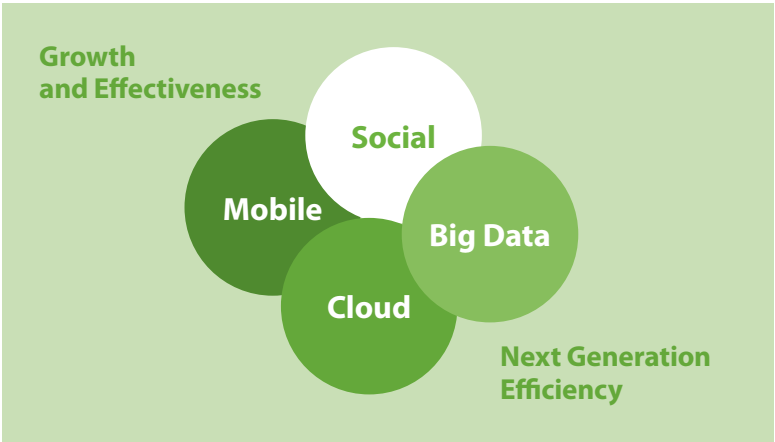 Growth
and Effectiveness
Social
Mobile
Big Data
Cloud
Next Generation
Efficiency